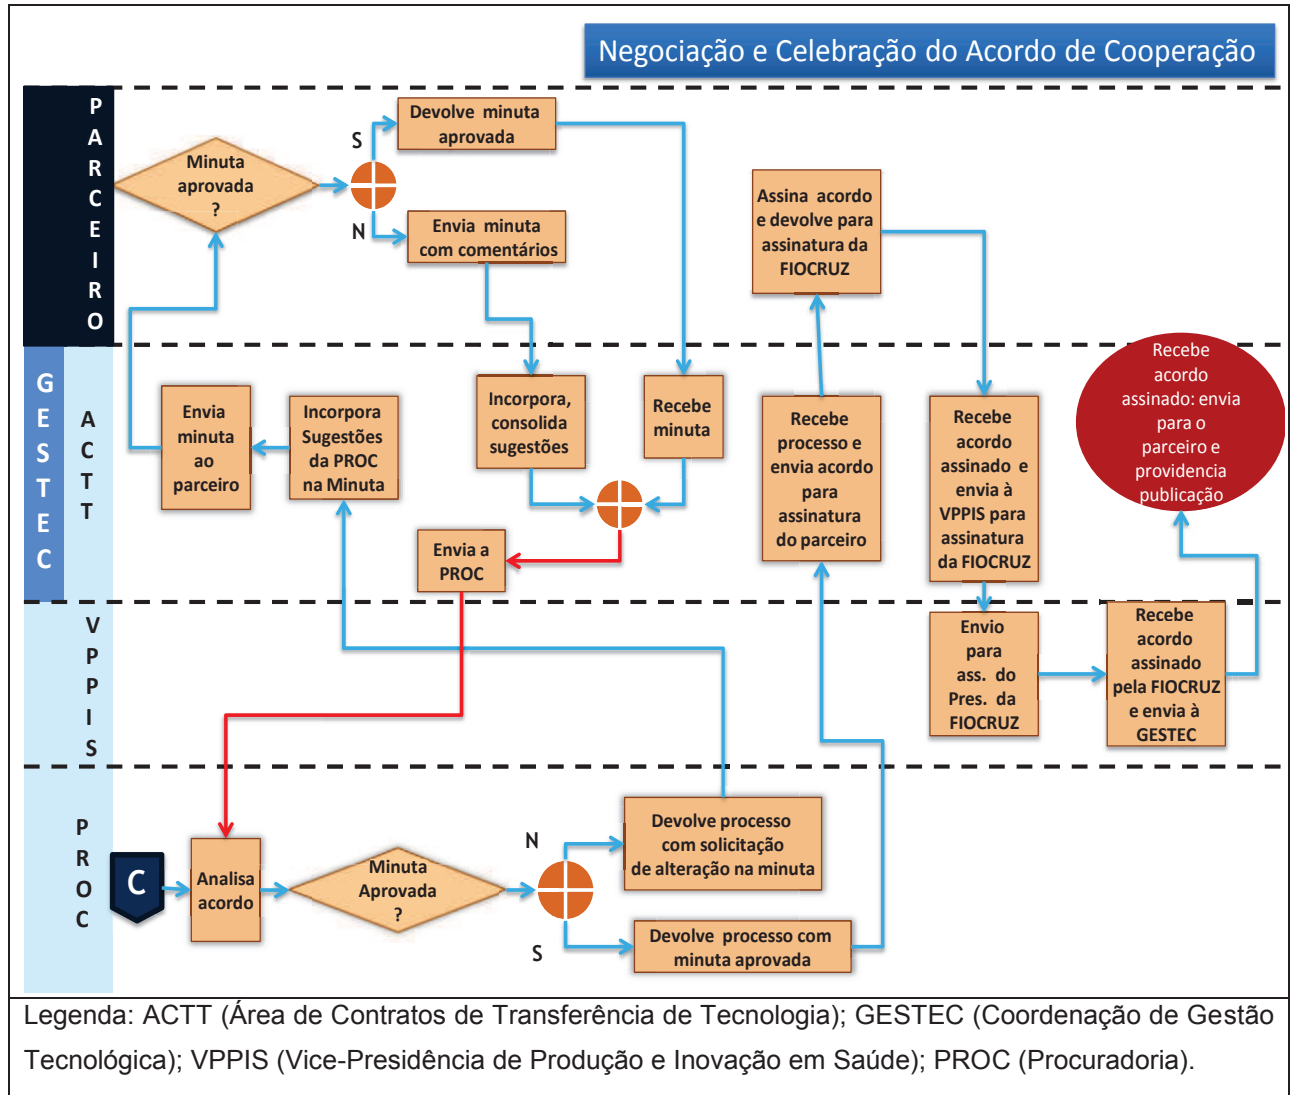 Negociação e Celebração do Acordo de Cooperação
PARCEIRO
Minuta
aprovada
?
S
N
Devolve minuta
aprovada
Envia minuta
com comentários
Assina acordo
e devolve para
assinatura da
FIOCRUZ
GESTEC
ACTT
Envia
minuta
ao
parceiro
Incorpora
Sugestões
da PROC
na Minuta
Incorpora,
consolida
sugestões
Recebe
minuta
Envia a
PROC
Recebe
processo e
envia acordo
para
assinatura
do parceiro
Recebe
acordo
assinado e
envia à
VPPIS para
assinatura
da FIOCRUZ
Recebe
acordo
assinado: envia
para o
parceiro e
providencia
publicação
VPPIS
Envio
para
ass. do
Pres. da
FIOCRUZ
Recebe
acordo
assinado
pela FIOCRUZ
e envia à
GESTEC
PROC
C
Analisa
acordo
Minuta
Aprovada
?
N
S
Devolve processo
com solicitação
de alteração na minuta
Devolve processo com
minuta aprovada
Legenda: ACTT (Área de Contratos de Transferência de Tecnologia); GESTEC (Coordenação de Gestão
Tecnológica); VPPIS (Vice-Presidência de Produção e Inovação em Saúde); PROC (Procuradoria).